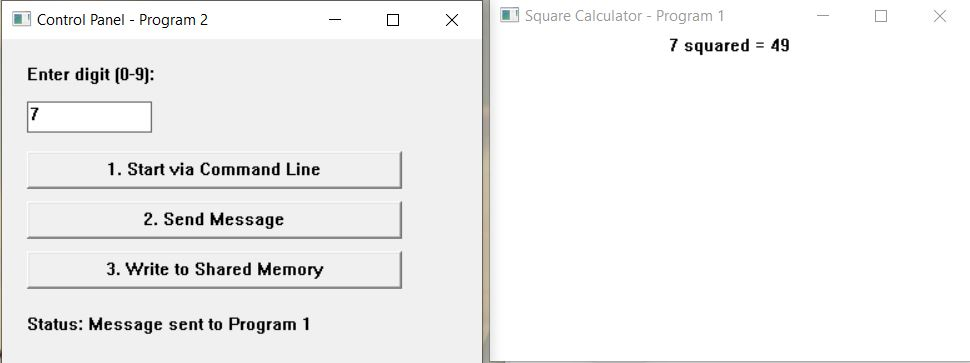 Control Panel - Program 2
Enter digit (0-9):
7
1. Start via Command Line
2. Send Message
3. Write to Shared Memory
Status: Message sent to Program 1
Square Calculator - Program 1
7 squared = 49